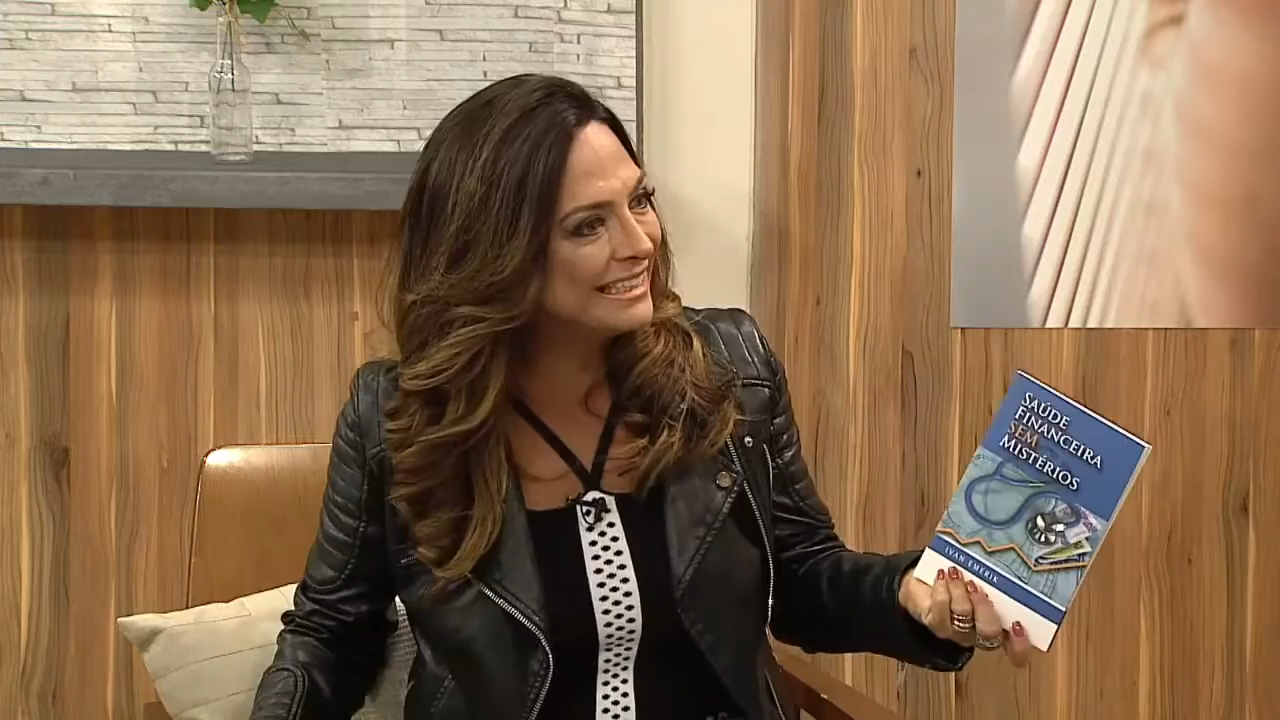 SAÚDE
FINANCEIRA
SEM
MISTÉRIOS
IVAN EMERIK